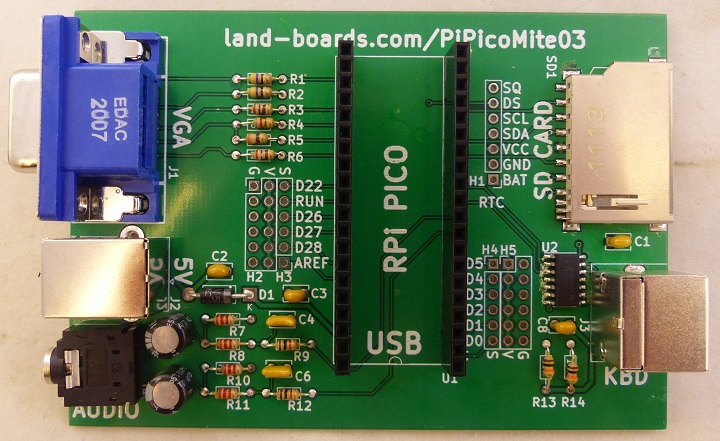 land-boards.com/PiPicoMite03
EDAC
2007
VGA
J1
R1
R2
R3
R4
R5
R6
G V S
D22
RUN
D26
D27
D28
AREF
H2 H3
RPi PICO
USB
U1
SQ
DS
SCL
SDA
VCC
GND
BAT
H1
RTC
SD1
SD CARD
1113
C1
U2
H4 H5
D5
D4
D3
D2
D1
D0
S V G
C8
J3
KBD
R13 R14
5V
J2
C2
D1
K
C3
C4
R7
R8
R9
C6
R10
R11
R12
AUDIO